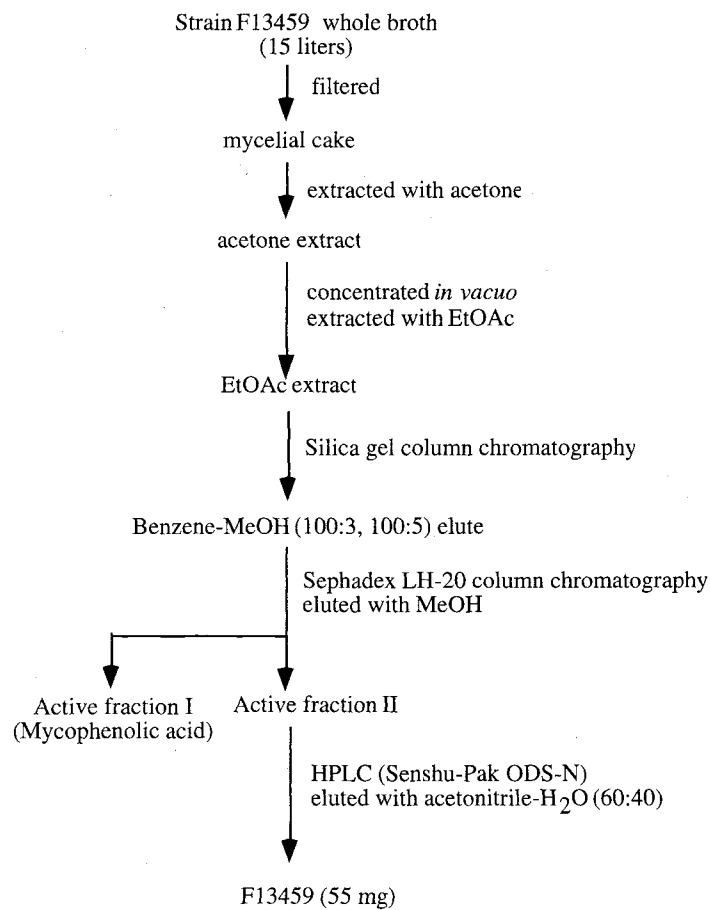 Strain F13459 whole broth
(15 liters)
filtered
mycelial cake
extracted with acetone
acetone extract
concentrated in vacuo
extracted with EtOAc
EtOAc extract
Silica gel column chromatography
Benzene-MeOH (100:3, 100:5) elute
Sephadex LH-20 column chromatography
eluted with MeOH
Active fraction I
(Mycophenolic acid)
Active fraction II
HPLC (Senshu-Pak ODS-N)
eluted with acetonitrile-H2O (60:40)
F13459 (55 mg)